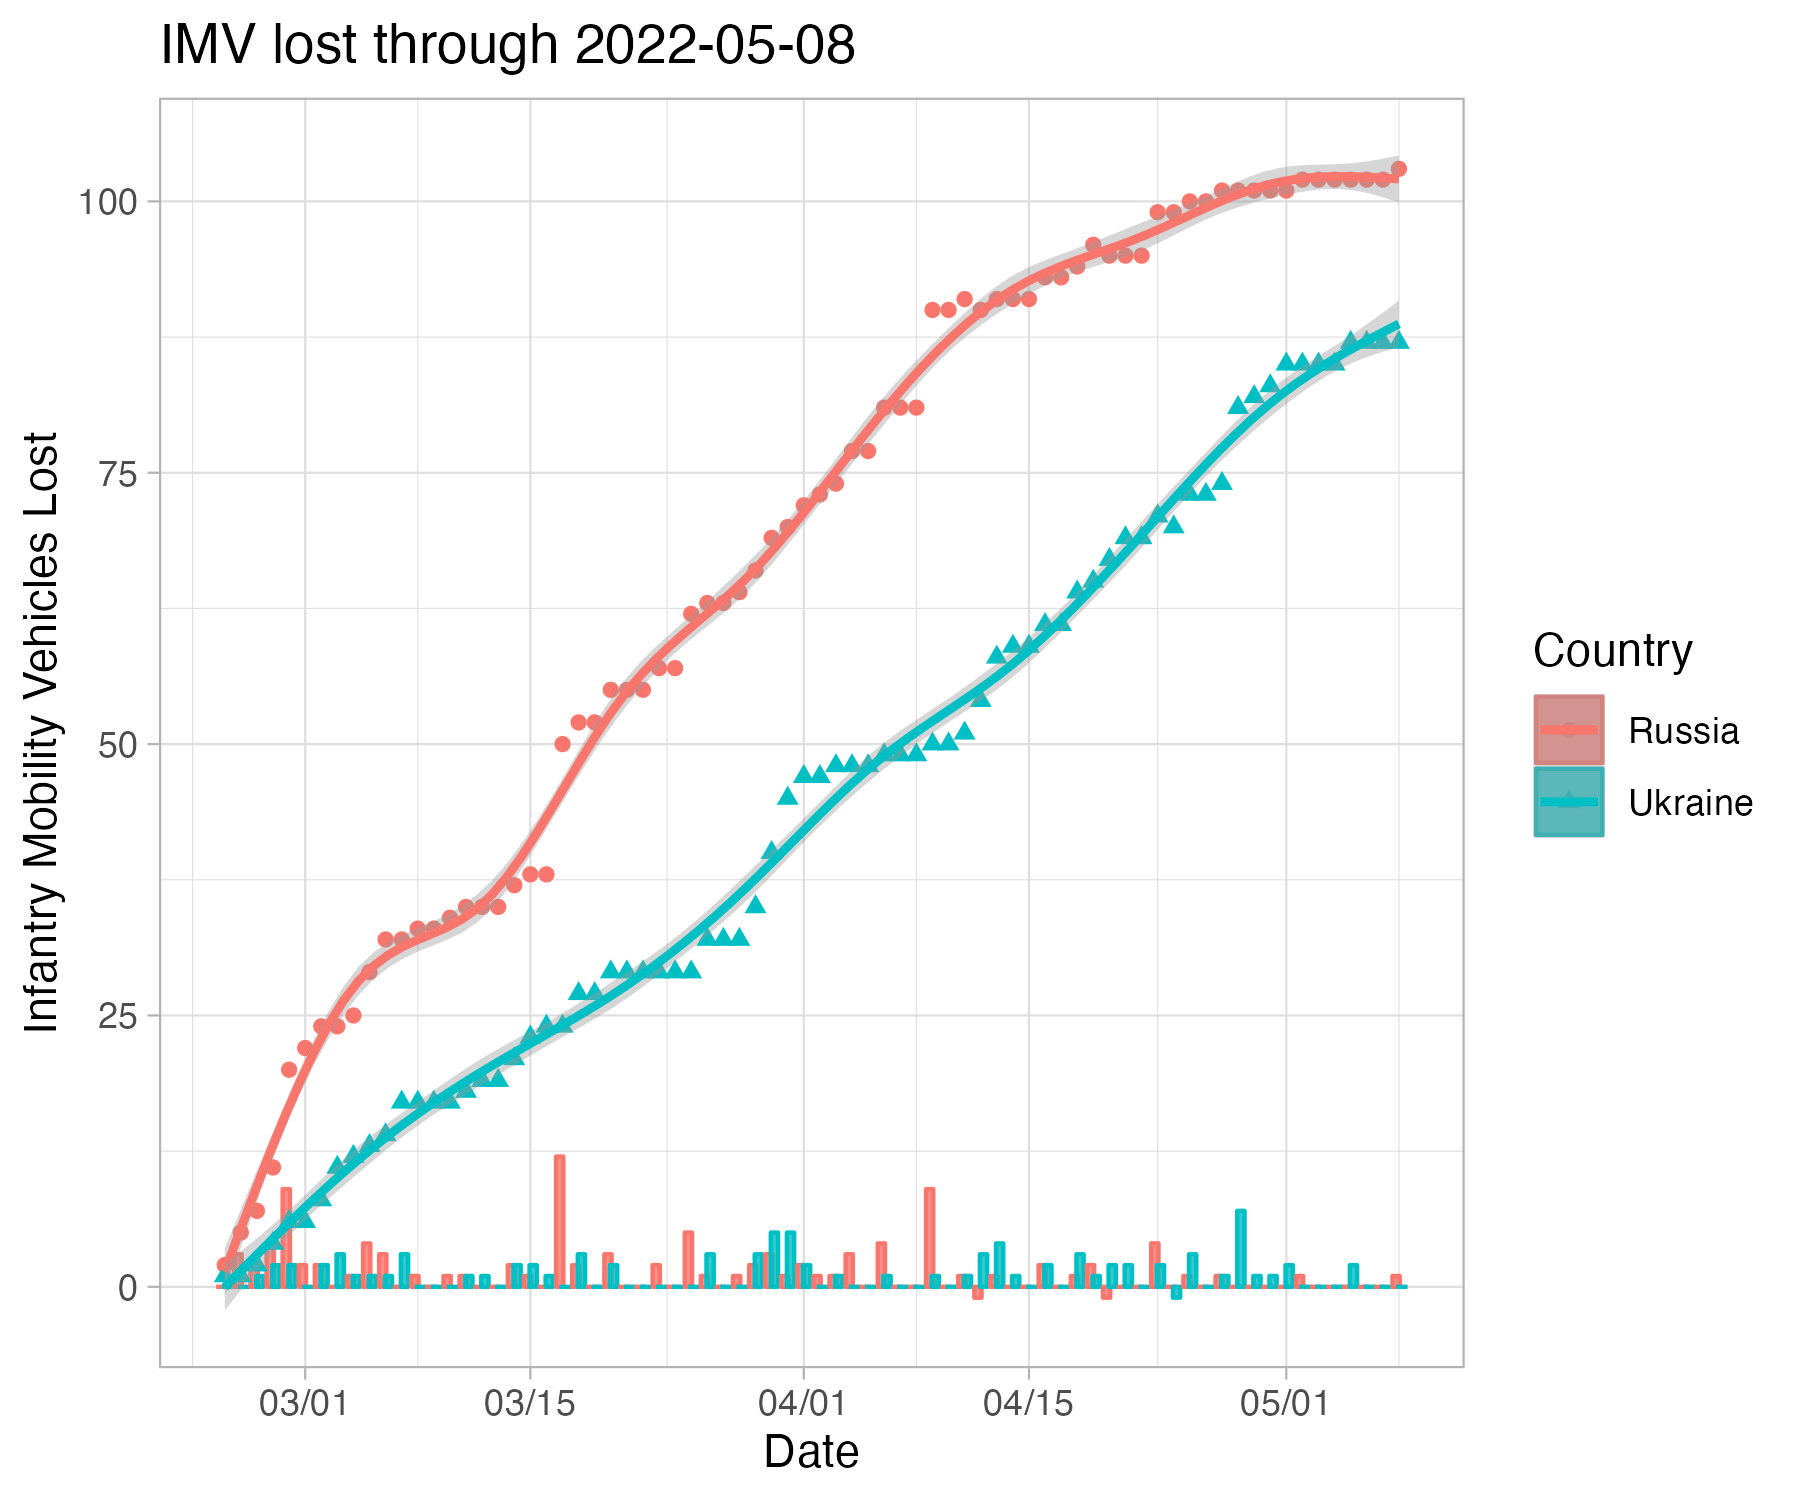 IMV lost through 2022-05-08
Infantry Mobility Vehicles Lost
100
75
50
25
0
03/01
03/15
04/01
04/15
05/01
Date
Country
Russia
Ukraine